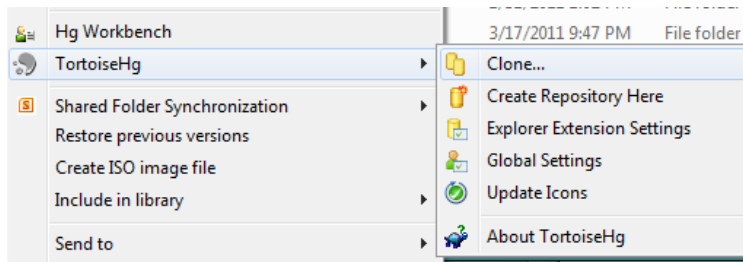 Hg Workbench
3/17/2011 9:47 PM File folder
TortoiseHg
Clone...
Create Repository Here
S
Shared Folder Synchronization
Explorer Extension Settings
Restore previous versions
Create ISO image file
Global Settings
Include in library
Update Icons
Send to
About TortoiseHg